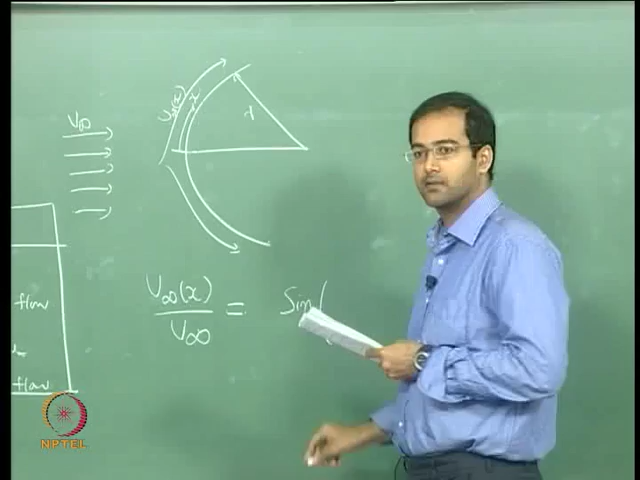 V∞
V∞(x)
x
r
flow
flow
V∞(x) / V∞ = Sin(
NPTEL